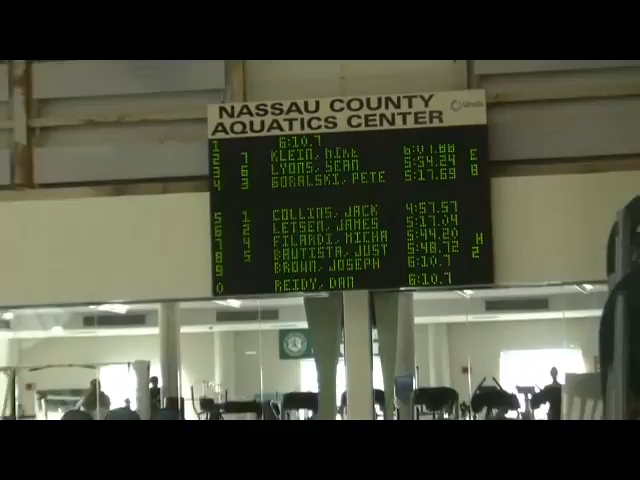 NASSAU COUNTY
AQUATICS CENTER
1 6:10.7
2 7 KLEIN, MIKE 6:01.88
3 6 LYONS, SEAN 5:54.24 E
4 3 GORALSKI, PETE 5:17.69 8
5 1 COLLINS, JACK 4:57.57
6 2 LETSEN, JAMES 5:17.04
7 4 FILARDI, MICHA 5:44.20 H
8 5 BAUTISTA, JUST 5:48.72 2
9 BROWN, JOSEPH 6:10.7
0 REIDY, DAN 6:10.7